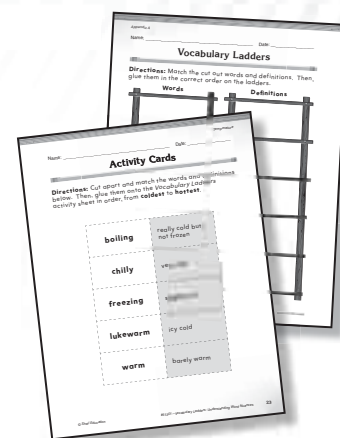 Name: Date:
Vocabulary Ladders
Directions: Match the cut out words and definitions. Then,
glue them in the correct order on the ladders.
Words Definitions
Name: Date:
Activity Cards
Directions: Cut apart and match the words and definitions
below. Then, glue them onto the Vocabulary Ladders
activity sheet in order, from coldest to hottest.
boiling
really cold but
not frozen
chilly
freezing
lukewarm
icy cold
warm
barely warm